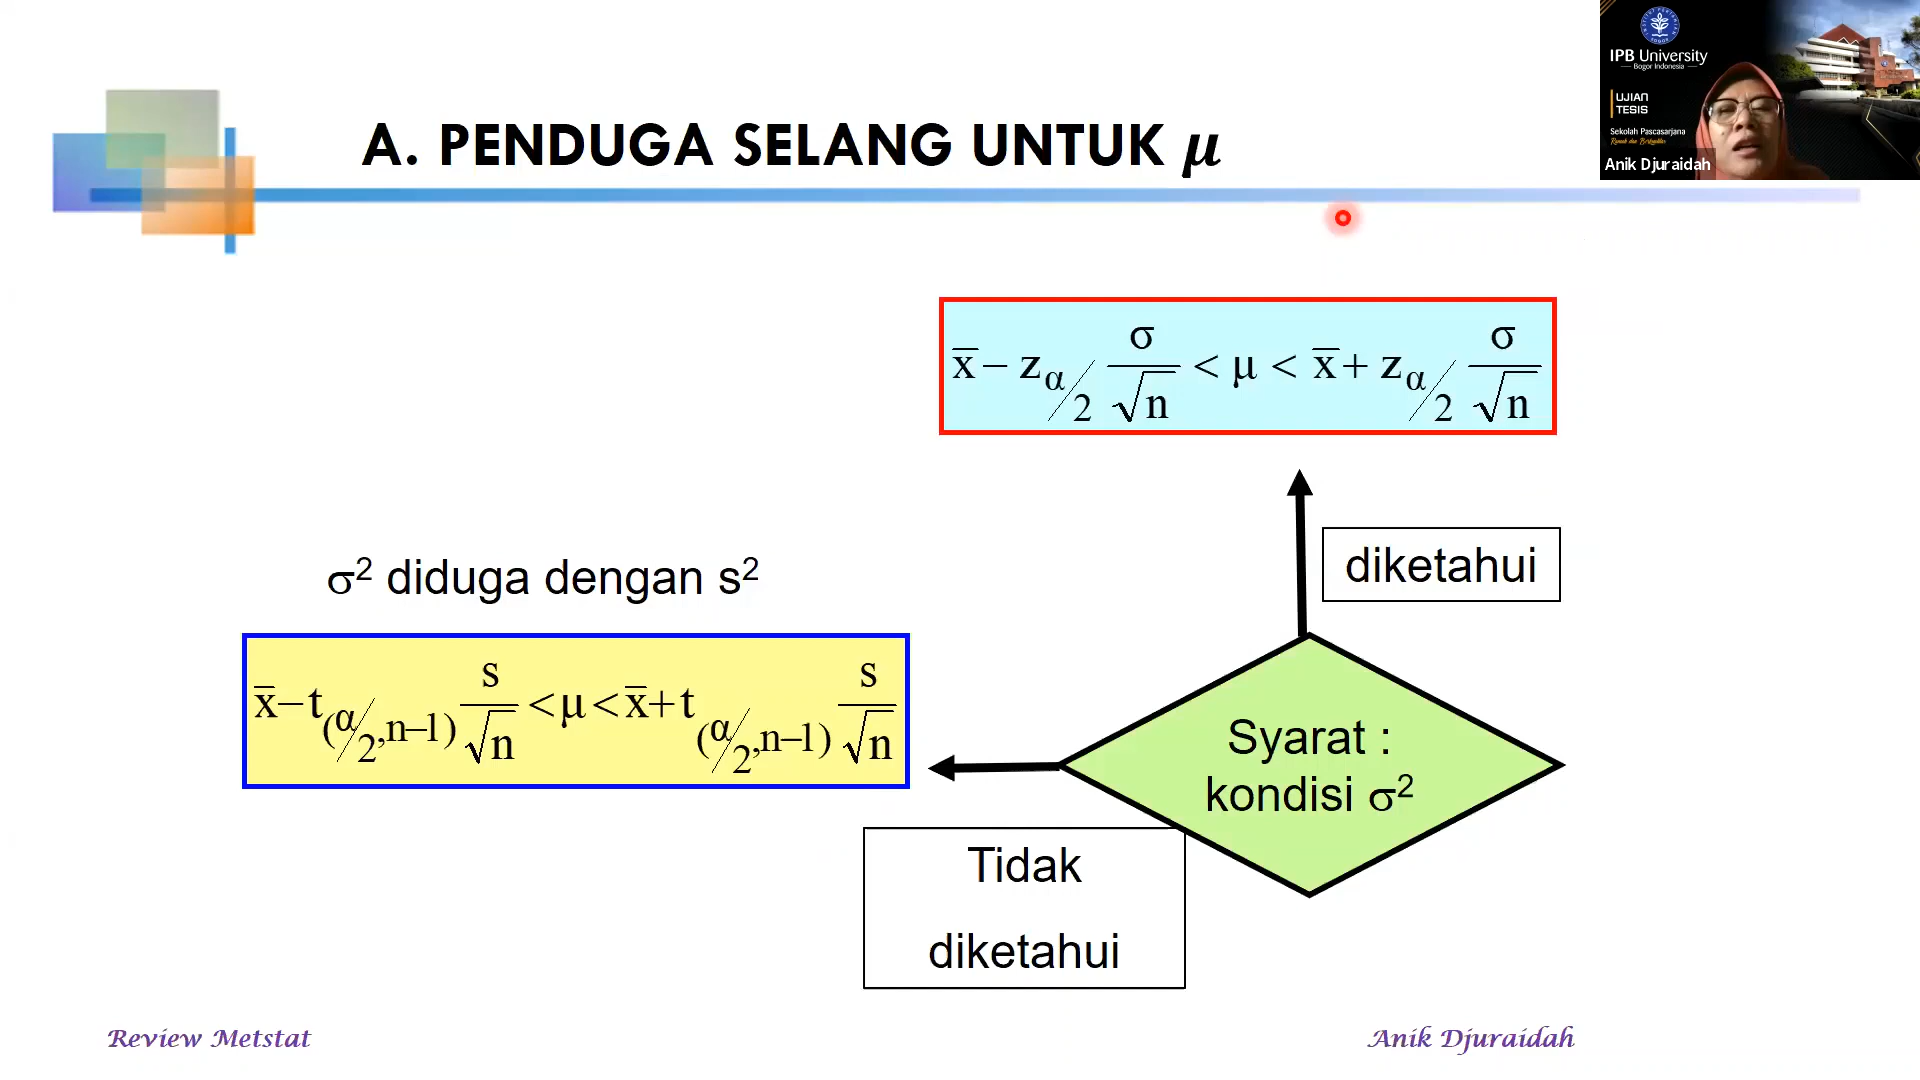 IPB University
Bogor Indonesia
UJIAN
TESIS
Sekolah Pascasarjana
Anik Djuraidah
A. PENDUGA SELANG UNTUK μ
x̅ − z_{α/2} σ/√n < μ < x̅ + z_{α/2} σ/√n
diketahui
σ² diduga dengan s²
x̅ − t_{(α/2, n−1)} s/√n < μ < x̅ + t_{(α/2, n−1)} s/√n
Syarat :
kondisi σ²
Tidak
diketahui
Review Metstat
Anik Djuraidah